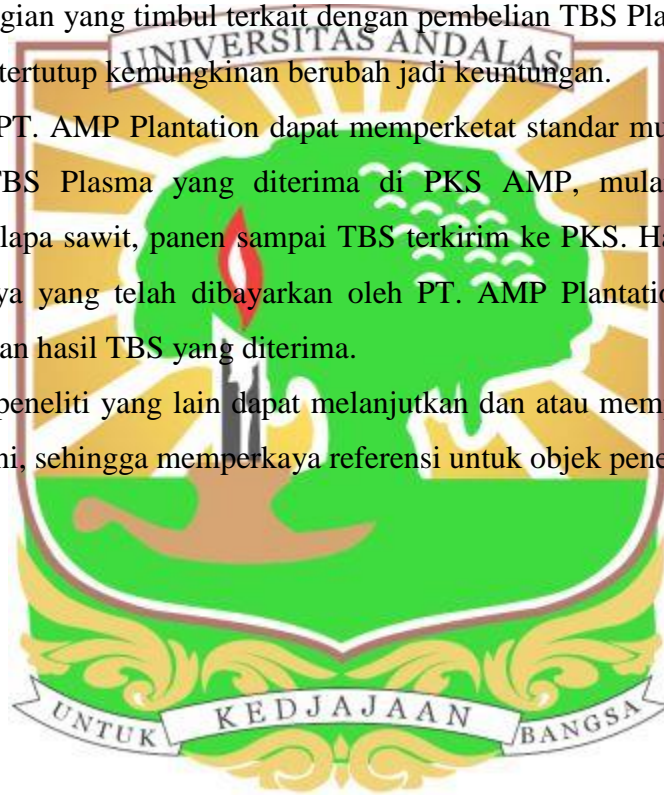 gian yang timbul terkait dengan pembelian TBS Pla
UNIVERSITAS ANDALAS
tertutup kemungkinan berubah jadi keuntungan.
PT. AMP Plantation dapat memperketat standar mu
TBS Plasma yang diterima di PKS AMP, mula
lapa sawit, panen sampai TBS terkirim ke PKS. Ha
ya yang telah dibayarkan oleh PT. AMP Plantatio
an hasil TBS yang diterima.
peneliti yang lain dapat melanjutkan dan atau memp
ni, sehingga memperkaya referensi untuk objek pene
UNTUK KEDJAJAAN BANGSA